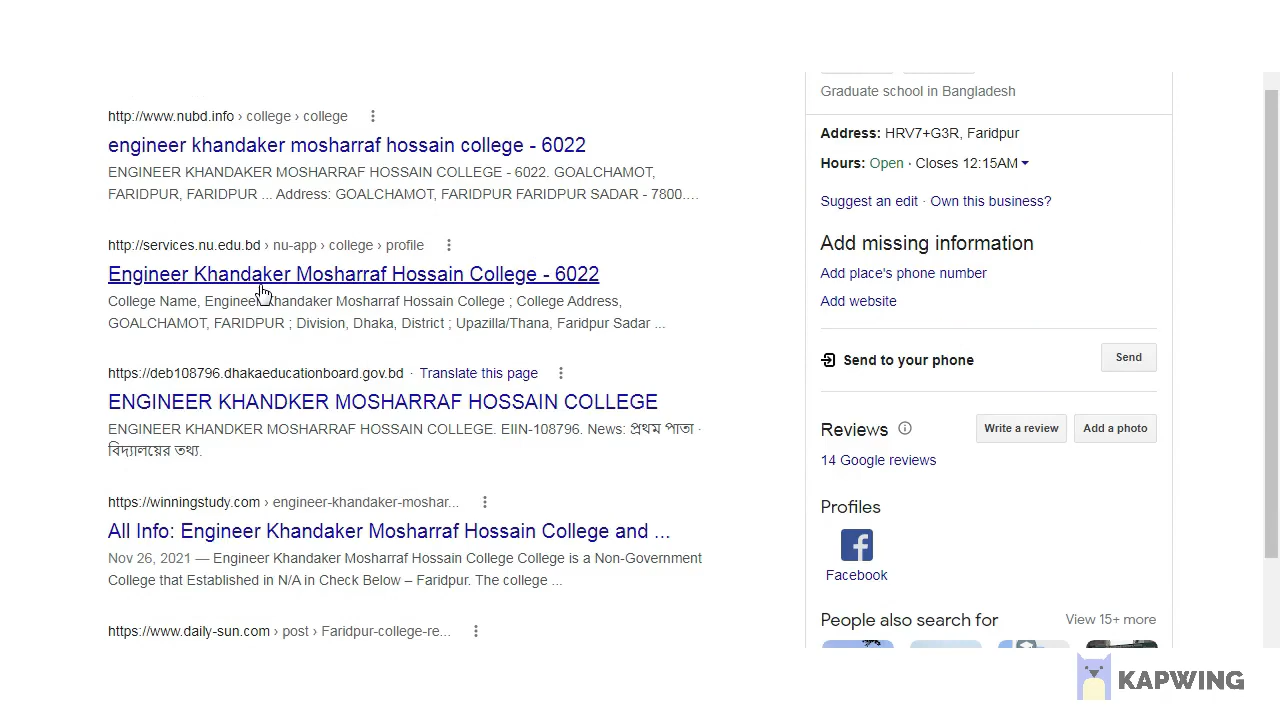 http://www.nubd.info › college › college
engineer khandaker mosharraf hossain college - 6022
ENGINEER KHANDAKER MOSHARRAF HOSSAIN COLLEGE - 6022. GOALCHAMOT,
FARIDPUR, FARIDPUR ... Address: GOALCHAMOT, FARIDPUR FARIDPUR SADAR - 7800....
http://services.nu.edu.bd › nu-app › college › profile
Engineer Khandaker Mosharraf Hossain College - 6022
College Name, Engineer Khandaker Mosharraf Hossain College ; College Address,
GOALCHAMOT, FARIDPUR ; Division, Dhaka, District ; Upazilla/Thana, Faridpur Sadar ...
https://deb108796.dhakaeducationboard.gov.bd · Translate this page
ENGINEER KHANDKER MOSHARRAF HOSSAIN COLLEGE
ENGINEER KHANDKER MOSHARRAF HOSSAIN COLLEGE. EIIN-108796. News: প্রথম পাতা ·
বিদ্যালয়ের তথ্য.
https://winningstudy.com › engineer-khandaker-moshar...
All Info: Engineer Khandaker Mosharraf Hossain College and ...
Nov 26, 2021 — Engineer Khandaker Mosharraf Hossain College College is a Non-Government
College that Established in N/A in Check Below – Faridpur. The college ...
https://www.daily-sun.com › post › Faridpur-college-re...
Graduate school in Bangladesh
Address: HRV7+G3R, Faridpur
Hours: Open · Closes 12:15AM
Suggest an edit · Own this business?
Add missing information
Add place's phone number
Add website
Send to your phone
Send
Reviews
Write a review
Add a photo
14 Google reviews
Profiles
Facebook
People also search for
View 15+ more
KAPWING